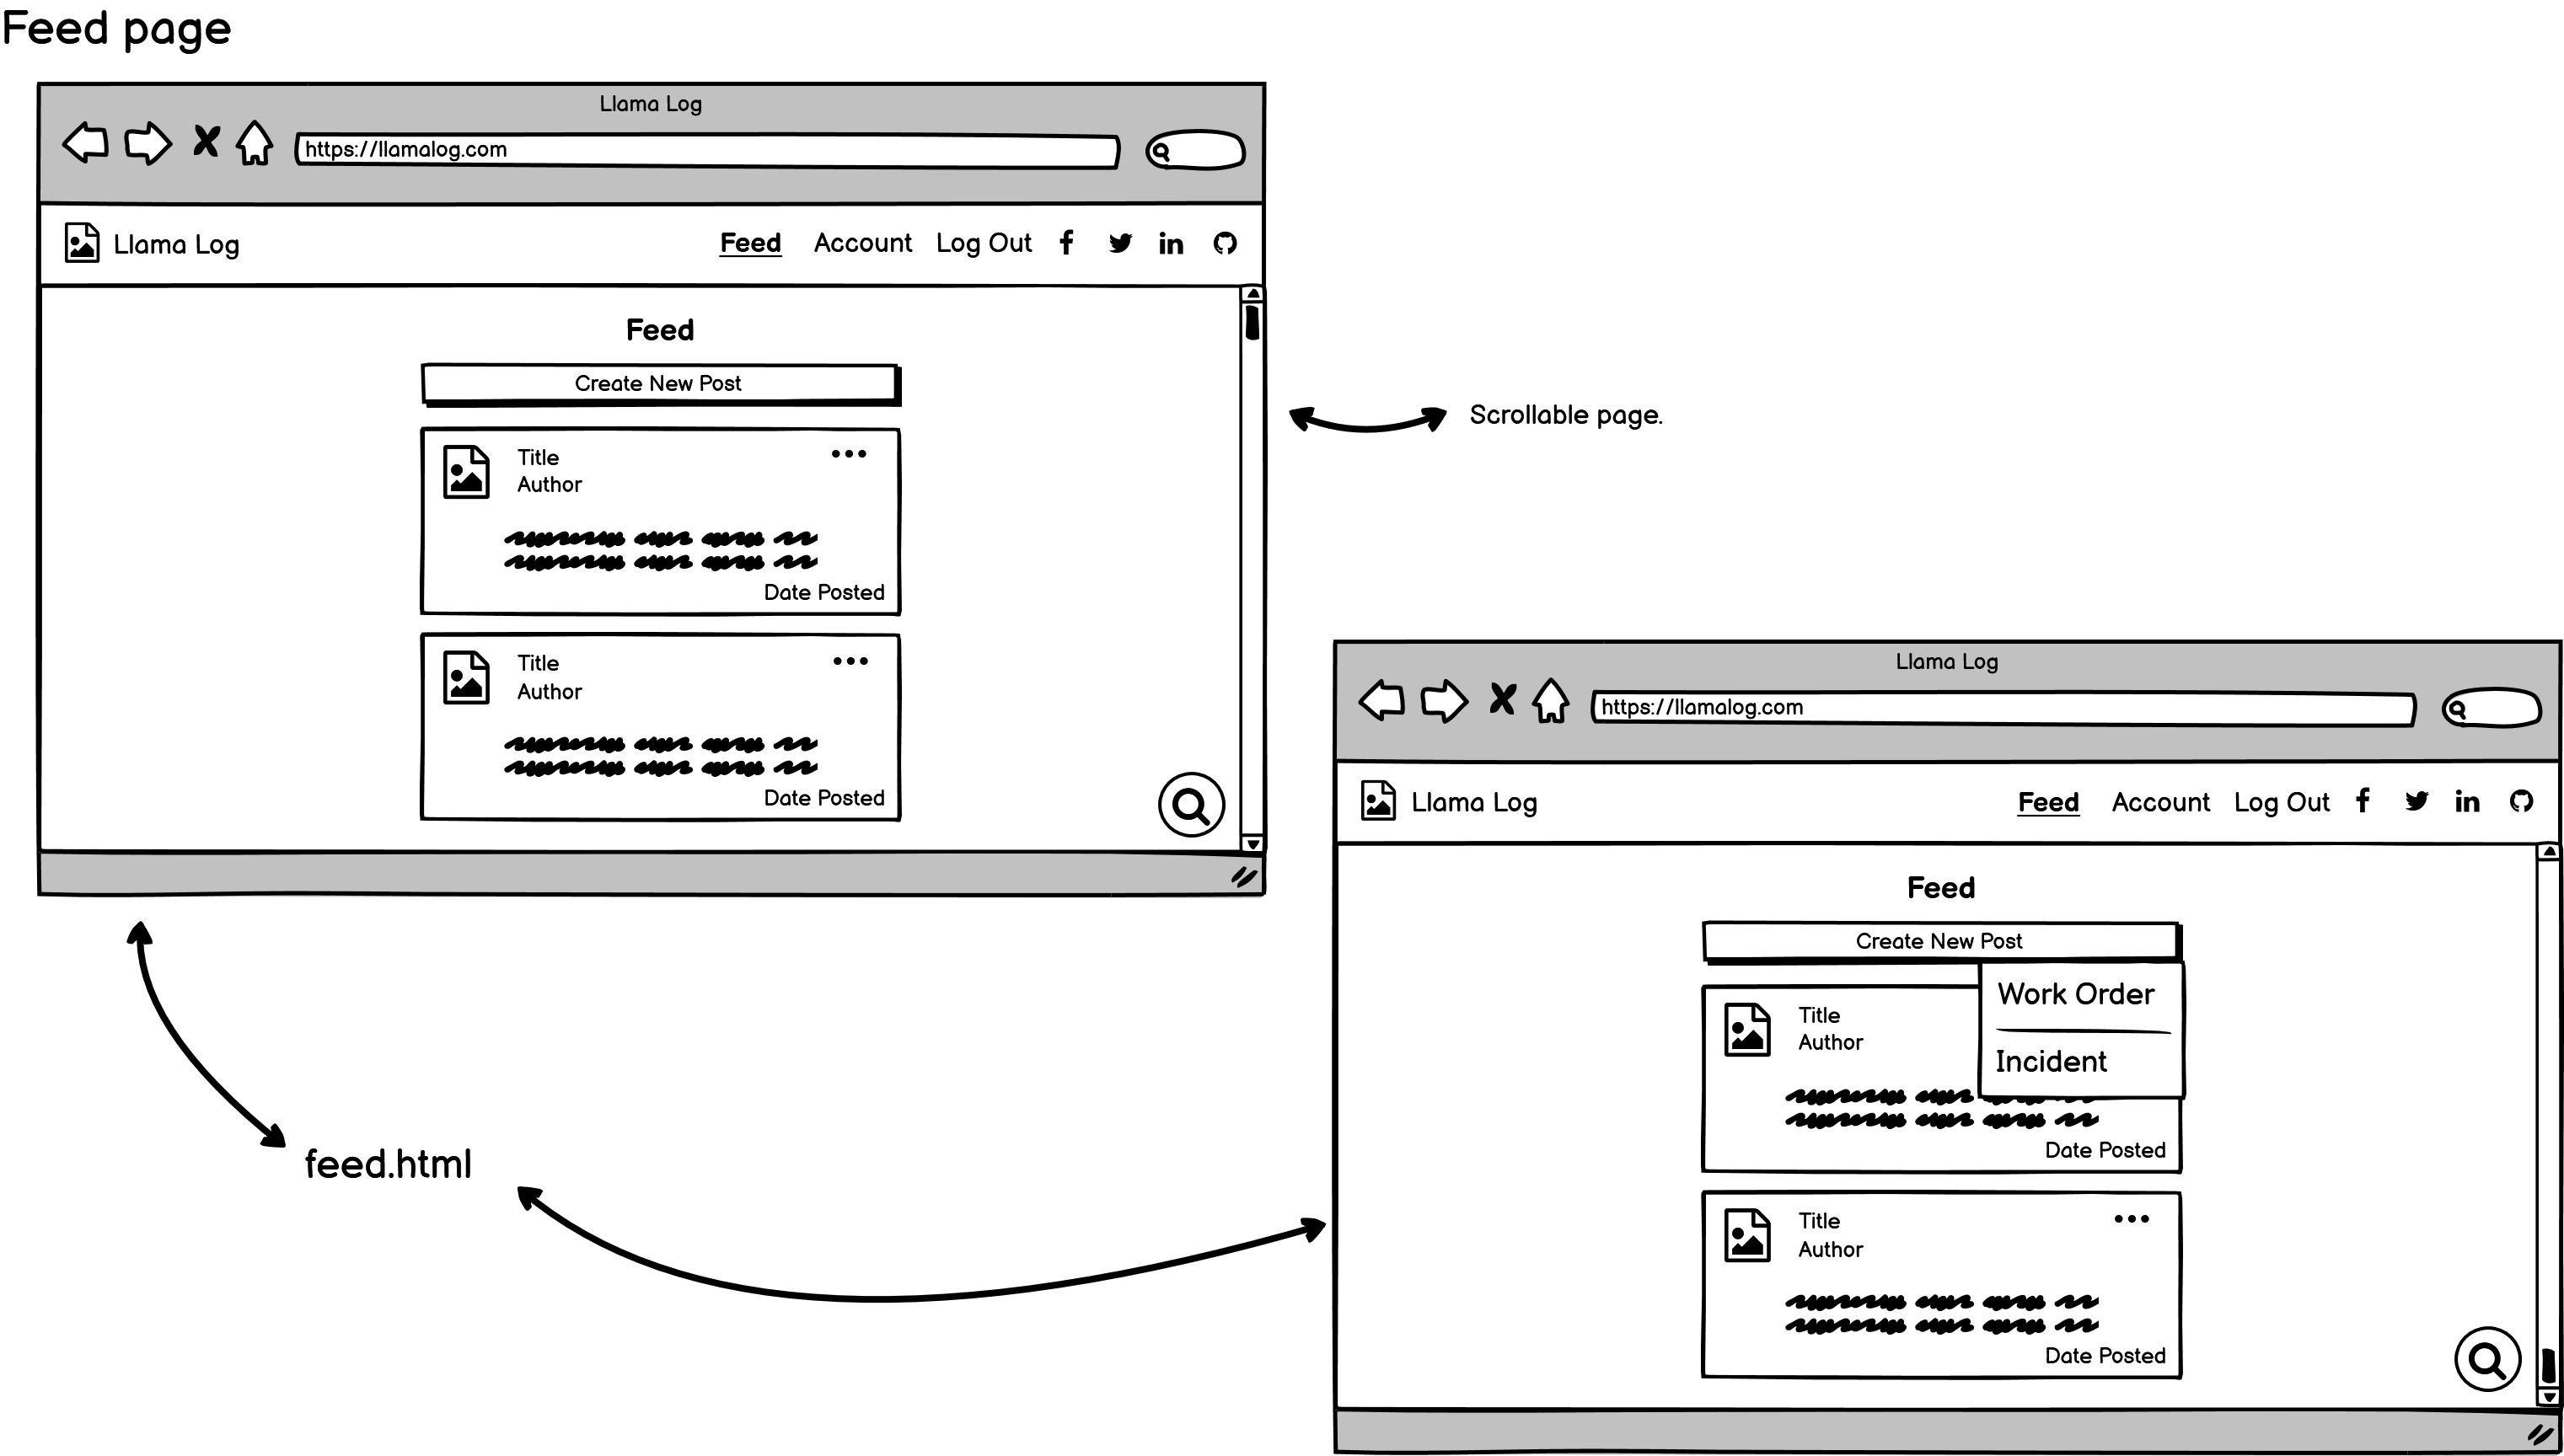 Feed page
Llama Log
https://llamalog.com
Llama Log
Feed Account Log Out
Feed
Create New Post
Title
Author
Date Posted
Title
Author
Date Posted
Scrollable page.
feed.html
Llama Log
https://llamalog.com
Llama Log
Feed Account Log Out
Feed
Create New Post
Work Order
Incident
Title
Author
Date Posted
Title
Author
Date Posted